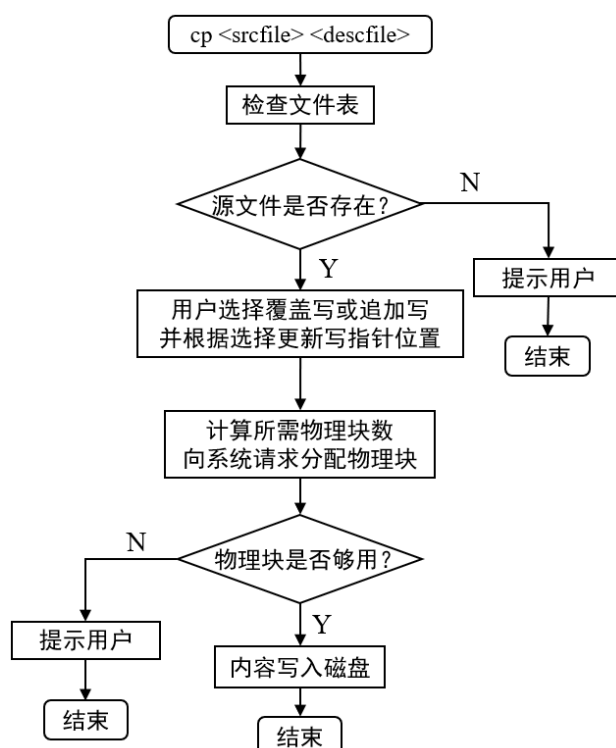 cp <srcfile> <descfile>
检查文件表
源文件是否存在？
N
Y
提示用户
结束
用户选择覆盖写或追加写
并根据选择更新写指针位置
计算所需物理块数
向系统请求分配物理块
物理块是否够用？
N
Y
提示用户
结束
内容写入磁盘
结束